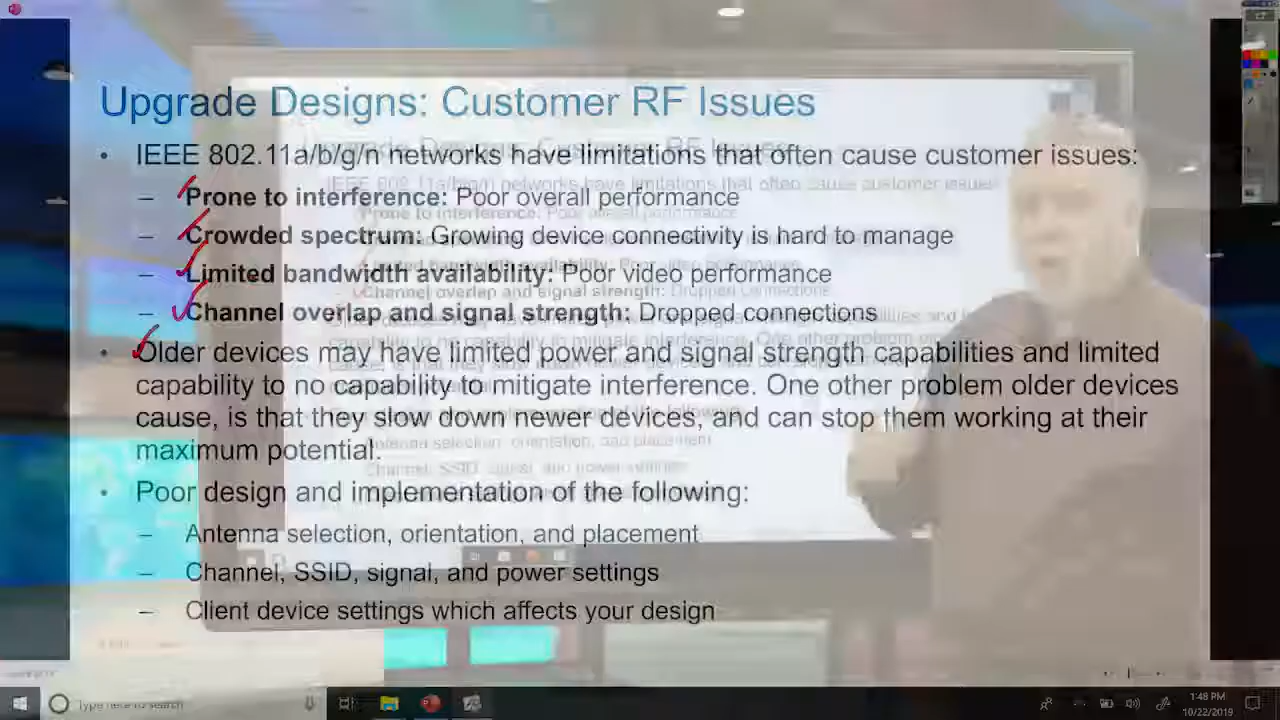 Upgrade Designs: Customer RF Issues
• IEEE 802.11a/b/g/n networks have limitations that often cause customer issues:
– Prone to interference: Poor overall performance
– Crowded spectrum: Growing device connectivity is hard to manage
– Limited bandwidth availability: Poor video performance
– Channel overlap and signal strength: Dropped connections
• Older devices may have limited power and signal strength capabilities and limited
capability to no capability to mitigate interference. One other problem older devices
cause, is that they slow down newer devices, and can stop them working at their
maximum potential.
• Poor design and implementation of the following:
– Antenna selection, orientation, and placement
– Channel, SSID, signal, and power settings
– Client device settings which affects your design
Type here to search
1:48 PM
10/22/2019